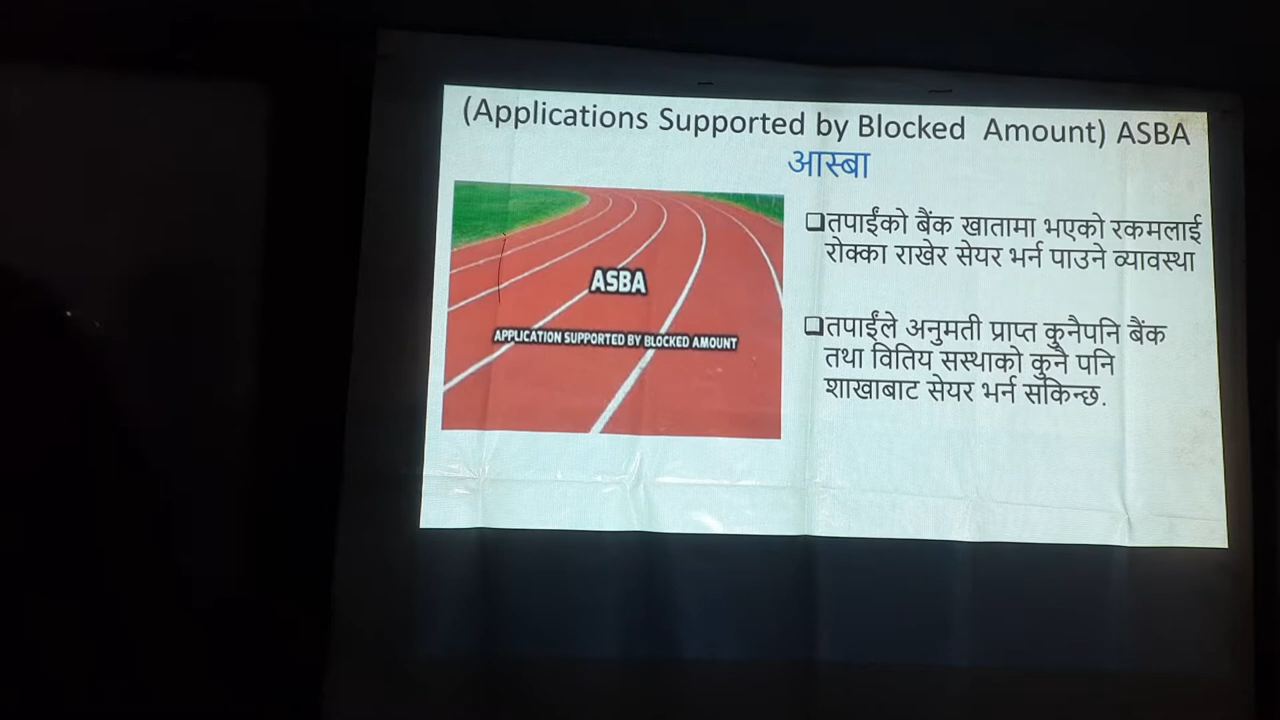 (Applications Supported by Blocked Amount) ASBA
आस्बा
ASBA
APPLICATION SUPPORTED BY BLOCKED AMOUNT
❑तपाईंको बैंक खातामा भएको रकमलाई
रोक्का राखेर सेयर भर्न पाउने व्यावस्था
❑तपाईंले अनुमती प्राप्त कुनैपनि बैंक
तथा वितिय सस्थाको कुनै पनि
शाखाबाट सेयर भर्न सकिन्छ.